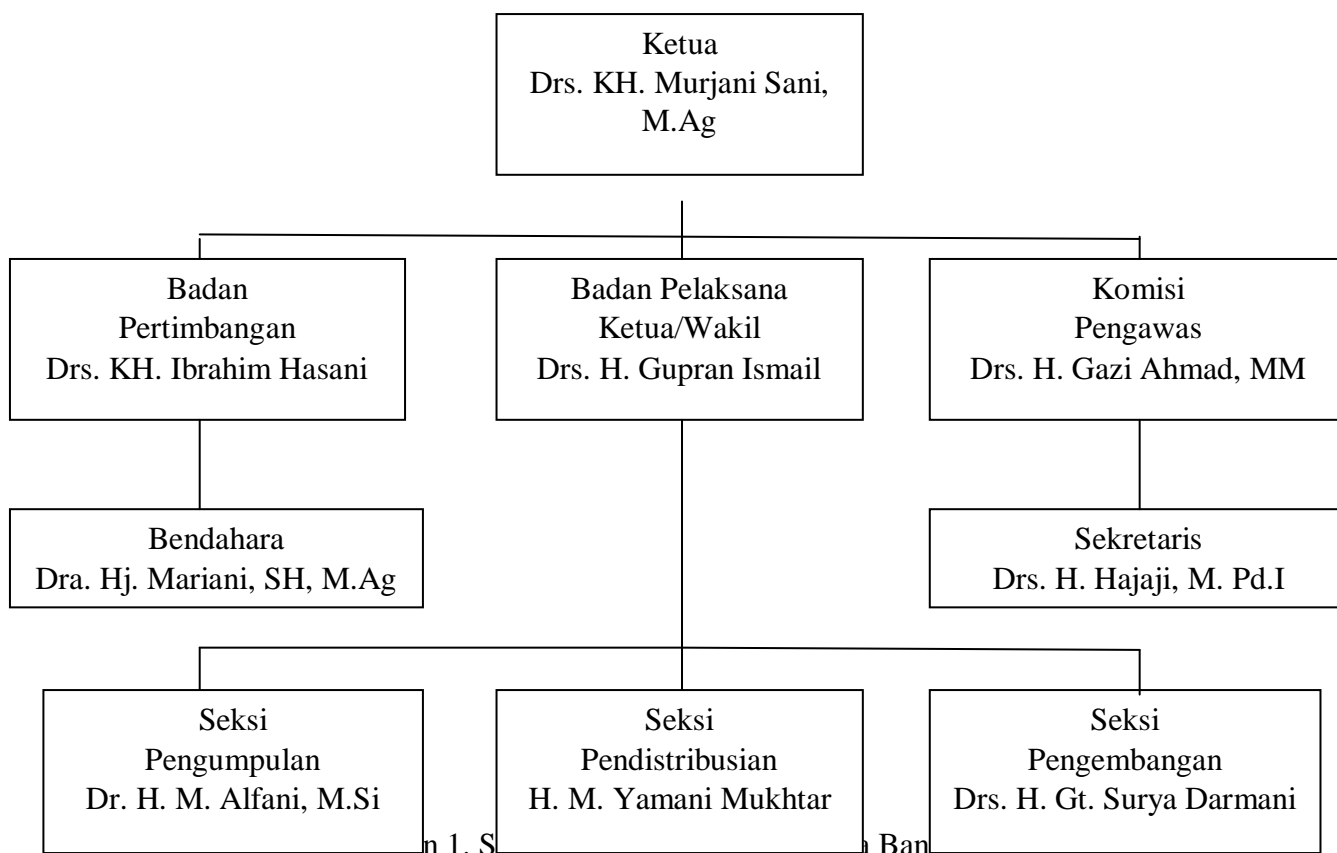 Ketua
Drs. KH. Murjani Sani,
M.Ag
Badan
Pertimbangan
Drs. KH. Ibrahim Hasani
Badan Pelaksana
Ketua/Wakil
Drs. H. Gupran Ismail
Komisi
Pengawas
Drs. H. Gazi Ahmad, MM
Bendahara
Dra. Hj. Mariani, SH, M.Ag
Sekretaris
Drs. H. Hajaji, M. Pd.I
Seksi
Pengumpulan
Dr. H. M. Alfani, M.Si
Seksi
Pendistribusian
H. M. Yamani Mukhtar
Seksi
Pengembangan
Drs. H. Gt. Surya Darmani
n 1. S a Ban